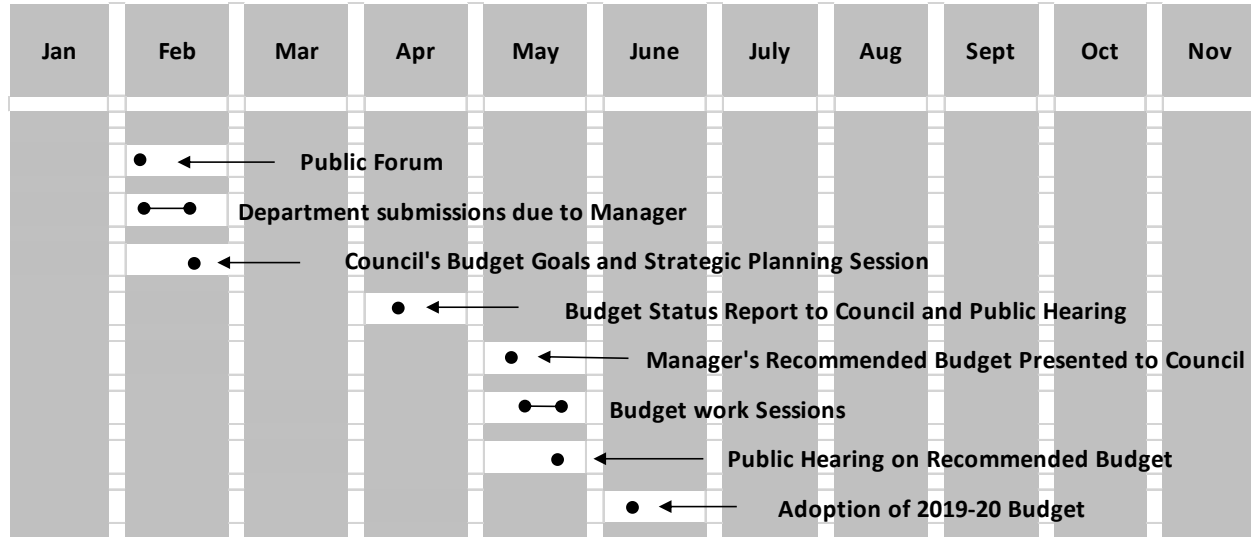 Jan Feb Mar Apr May June July Aug Sept Oct Nov
Public Forum
Department submissions due to Manager
Council's Budget Goals and Strategic Planning Session
Budget Status Report to Council and Public Hearing
Manager's Recommended Budget Presented to Council
Budget work Sessions
Public Hearing on Recommended Budget
Adoption of 2019-20 Budget